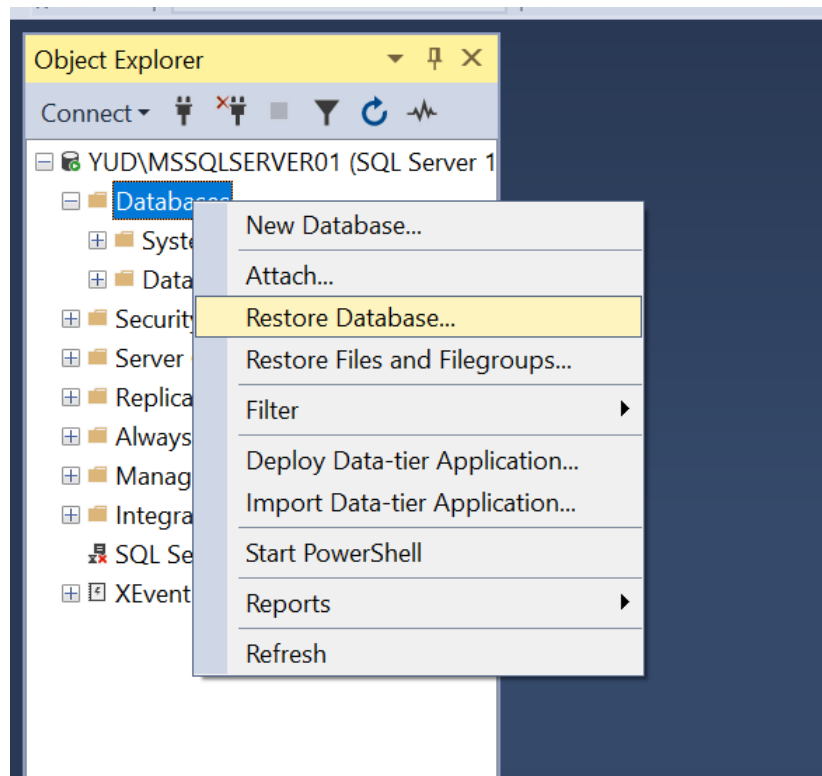 Object Explorer
Connect
YUD\MSSQLSERVER01 (SQL Server 1
Databases
Syste
Data
Security
Server
Replica
Always
Manag
Integra
SQL Se
XEvent
New Database...
Attach...
Restore Database...
Restore Files and Filegroups...
Filter
Deploy Data-tier Application...
Import Data-tier Application...
Start PowerShell
Reports
Refresh